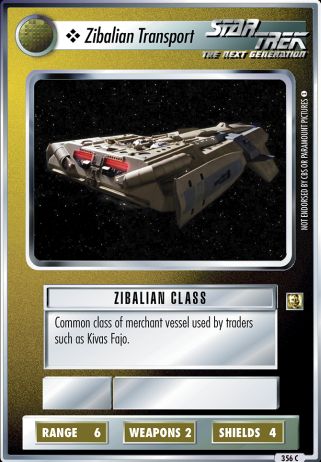 ❖ Zibalian Transport
STAR TREK
THE NEXT GENERATION
NOT ENDORSED BY CBS OR PARAMOUNT PICTURES
ZIBALIAN CLASS
Common class of merchant vessel used by traders
such as Kivas Fajo.
RANGE 6 WEAPONS 2 SHIELDS 4
356 C